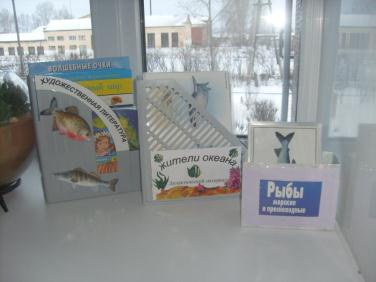 ВОЛШЕБНЫЕ ОЧКИ
ХУДОЖЕСТВЕННАЯ ЛИТЕРАТУРА
жители океана
Рыбы
морские
и пресноводные